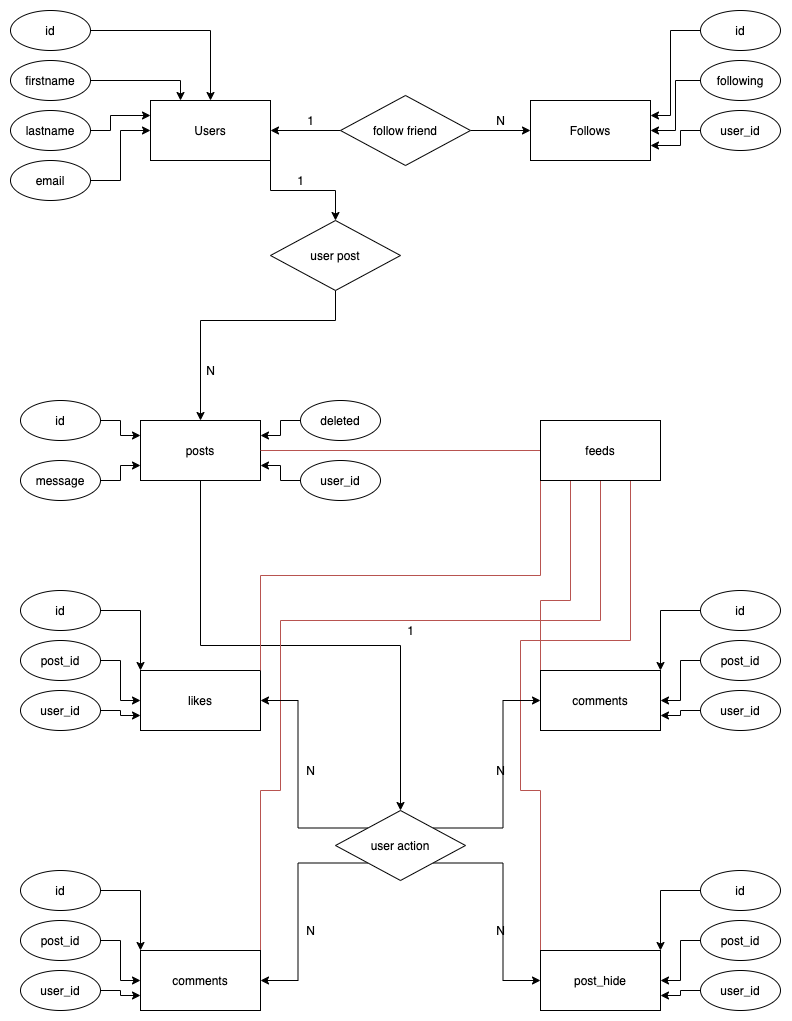 id
id
firstname
following
lastname
Users
1
follow friend
N
Follows
user_id
email
1
user post
N
id
deleted
posts
feeds
message
user_id
id
1
id
post_id
post_id
likes
comments
user_id
user_id
N
N
user action
id
id
N
N
post_id
post_id
comments
post_hide
user_id
user_id